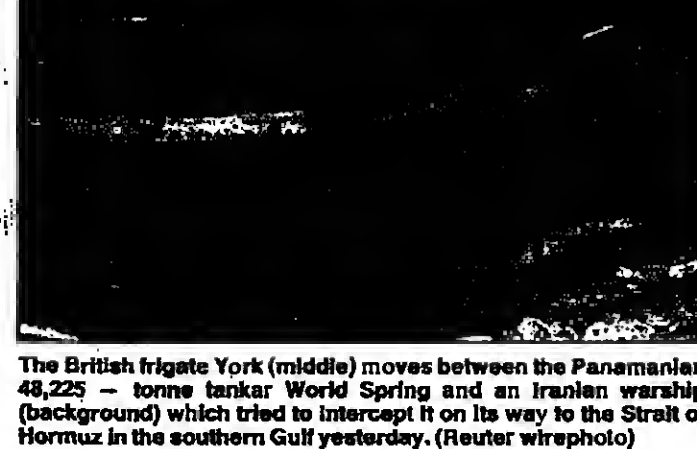 The British frigate York (middle) moves between the Panamanian
48,225 — tonne tankar World Spring and an Iranian warship
(background) which tried to intercept it on its way to the Strait of
Hormuz in the southern Gulf yesterday. (Reuter wirephoto)